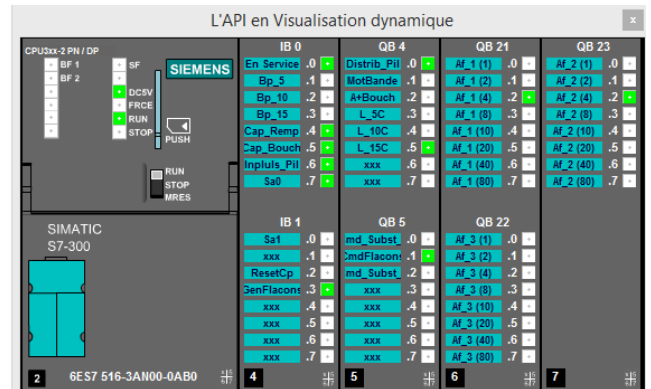 L'API en Visualisation dynamique
x
CPU3xx-2 PN / DP
BF 1
BF 2
SF
DC5V
FRCE
RUN
STOP
SIEMENS
PUSH
RUN
STOP
MRES
SIMATIC
S7-300
2 6ES7 516-3AN00-0AB0
IB 0
En Service .0
Bp_5 .1
Bp_10 .2
Bp_15 .3
Cap_Remp .4
Cap_Bouch .5
Inpluls_Pil .6
Sa0 .7
IB 1
Sa1 .0
xxx .1
ResetCp .2
GenFlacons .3
xxx .4
xxx .5
xxx .6
xxx .7
4
QB 4
Distrib_Pil .0
MotBande .1
A+Bouch .2
L_5C .3
L_10C .4
L_15C .5
xxx .6
xxx .7
QB 5
md_Subst_ .0
CmdFlacons .1
md_Subst_ .2
xxx .3
xxx .4
xxx .5
xxx .6
xxx .7
5
QB 21
Af_1 (1) .0
Af_1 (2) .1
Af_1 (4) .2
Af_1 (8) .3
Af_1 (10) .4
Af_1 (20) .5
Af_1 (40) .6
Af_1 (80) .7
QB 22
Af_3 (1) .0
Af_3 (2) .1
Af_3 (4) .2
Af_3 (8) .3
Af_3 (10) .4
Af_3 (20) .5
Af_3 (40) .6
Af_3 (80) .7
6
QB 23
Af_2 (1) .0
Af_2 (2) .1
Af_2 (4) .2
Af_2 (8) .3
Af_2 (10) .4
Af_2 (20) .5
Af_2 (40) .6
Af_2 (80) .7
7